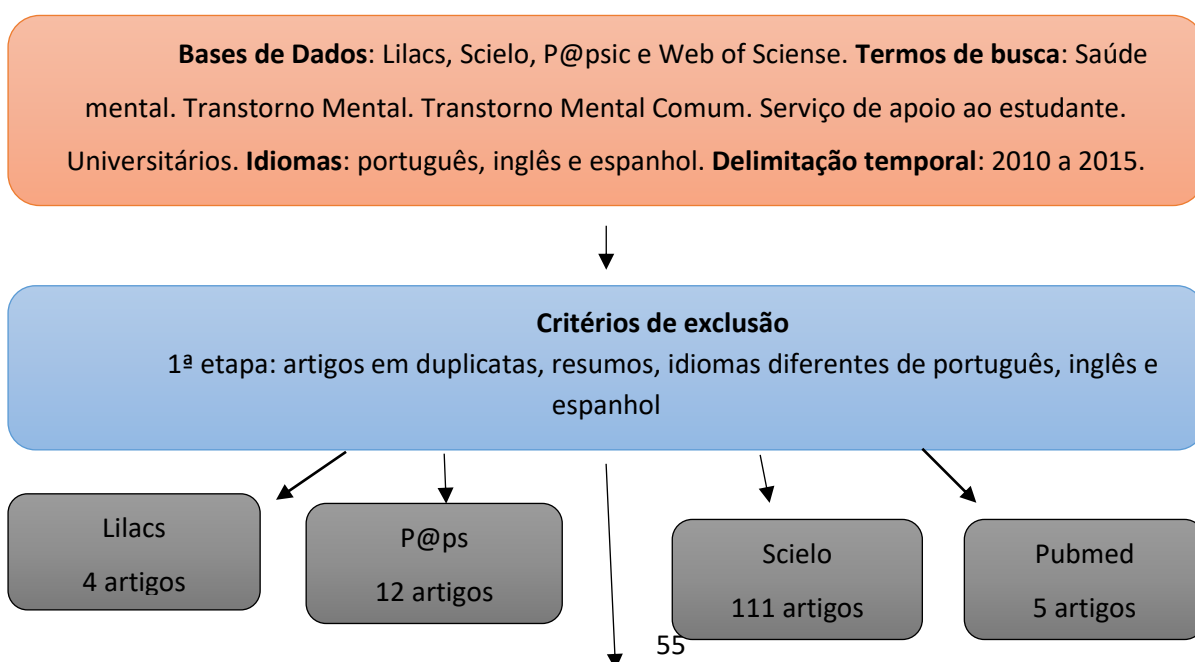 Bases de Dados: Lilacs, Scielo, P@psic e Web of Sciense. Termos de busca: Saúde
mental. Transtorno Mental. Transtorno Mental Comum. Serviço de apoio ao estudante.
Universitários. Idiomas: português, inglês e espanhol. Delimitação temporal: 2010 a 2015.
Critérios de exclusão
1ª etapa: artigos em duplicatas, resumos, idiomas diferentes de português, inglês e
espanhol
Lilacs
4 artigos
P@ps
12 artigos
Scielo
111 artigos
Pubmed
5 artigos
55